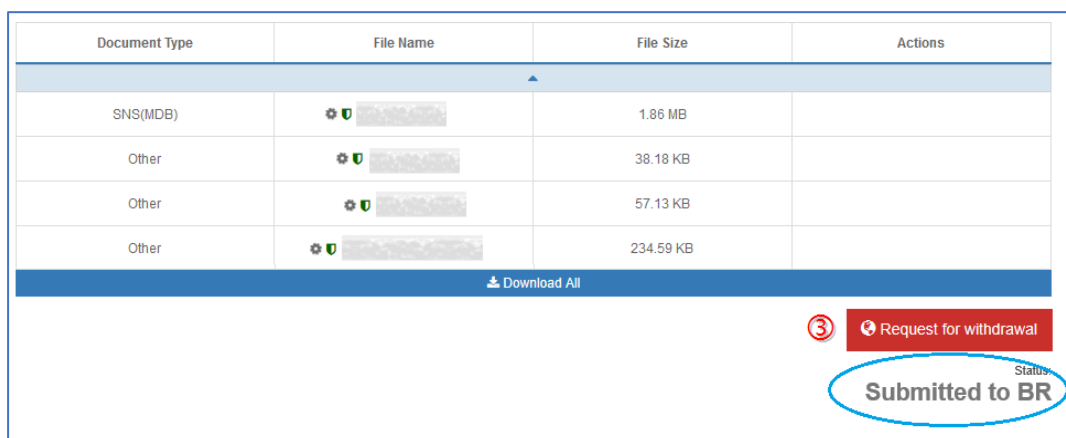 Document Type File Name File Size Actions
SNS(MDB) 1.86 MB
Other 38.18 KB
Other 57.13 KB
Other 234.59 KB
Download All
③ Request for withdrawal
Status:
Submitted to BR